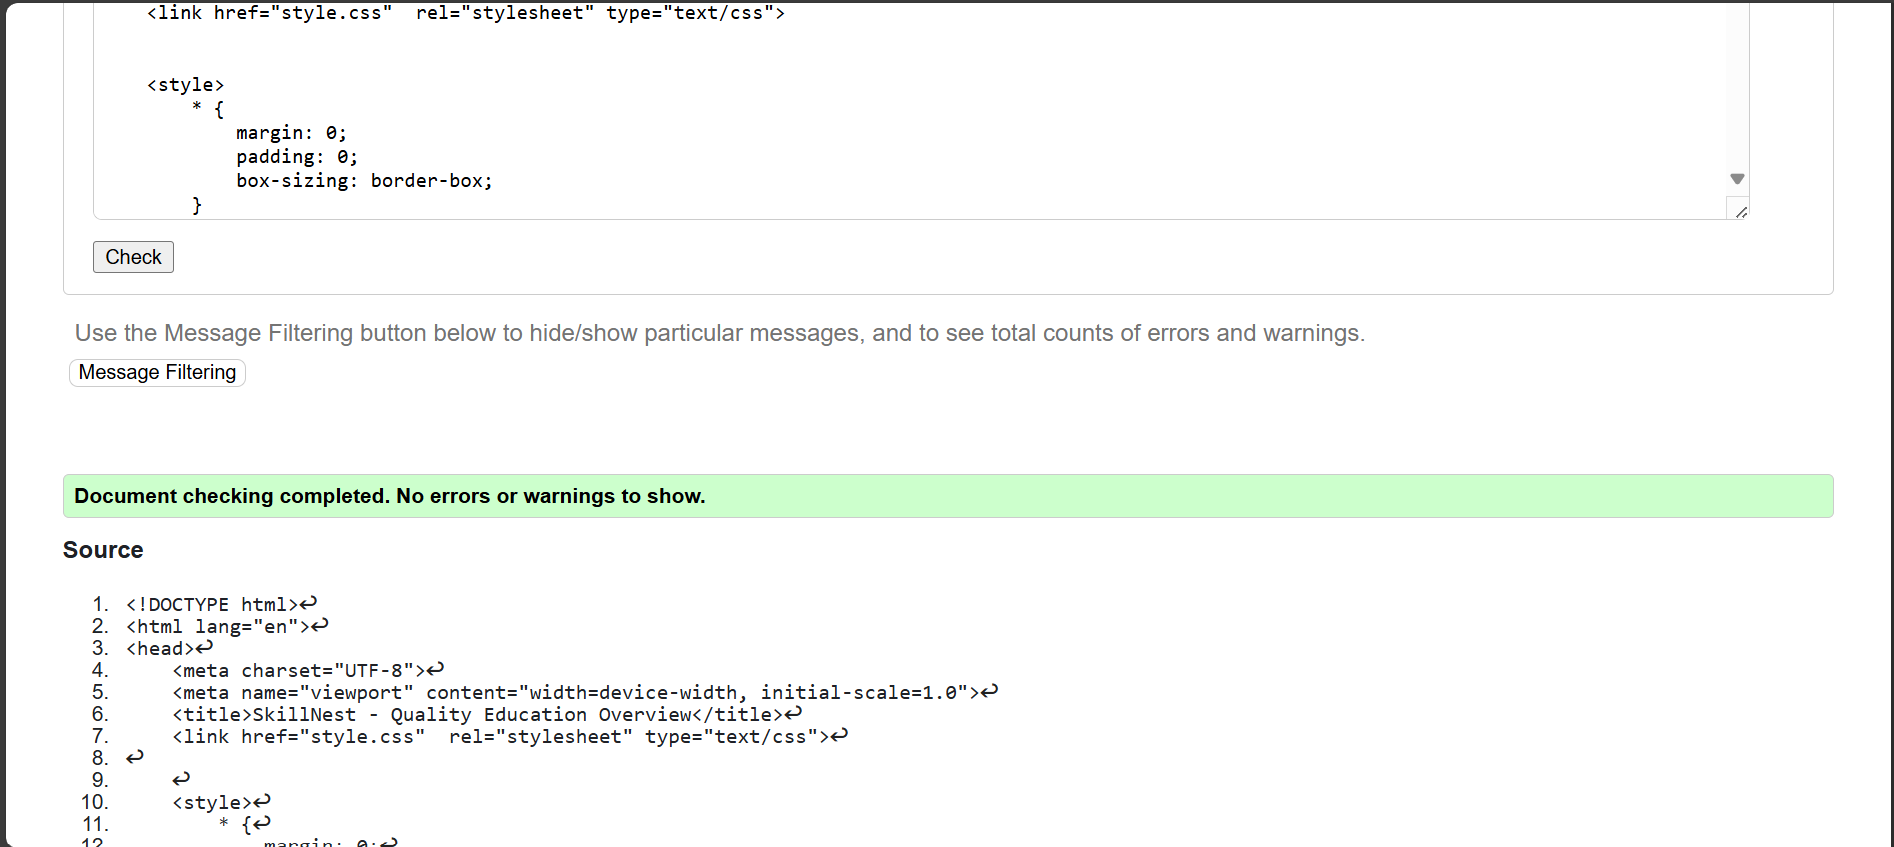 <link href="style.css"  rel="stylesheet" type="text/css">
<style>
* {
margin: 0;
padding: 0;
box-sizing: border-box;
}
Check
Use the Message Filtering button below to hide/show particular messages, and to see total counts of errors and warnings.
Message Filtering
Document checking completed. No errors or warnings to show.
Source
1. <!DOCTYPE html>↩
2. <html lang="en">↩
3. <head>↩
4. <meta charset="UTF-8">↩
5. <meta name="viewport" content="width=device-width, initial-scale=1.0">↩
6. <title>SkillNest - Quality Education Overview</title>↩
7. <link href="style.css"  rel="stylesheet" type="text/css">↩
8. ↩
9. ↩
10. <style>↩
11. * {↩
12. margin: 0;↩